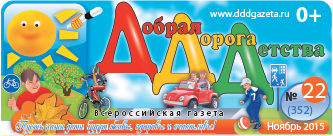 www.dddgazeta.ru
0+
Добрая
Дорога
Детства
Всероссийская газета
№ 22
(352)
Ноябрь 2015